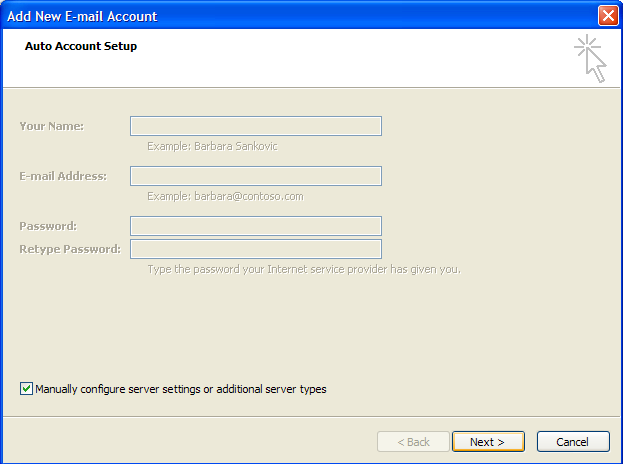 Add New E-mail Account
Auto Account Setup
Your Name:
Example: Barbara Sankovic
E-mail Address:
Example: barbara@contoso.com
Password:
Retype Password:
Type the password your Internet service provider has given you.
Manually configure server settings or additional server types
< Back Next > Cancel